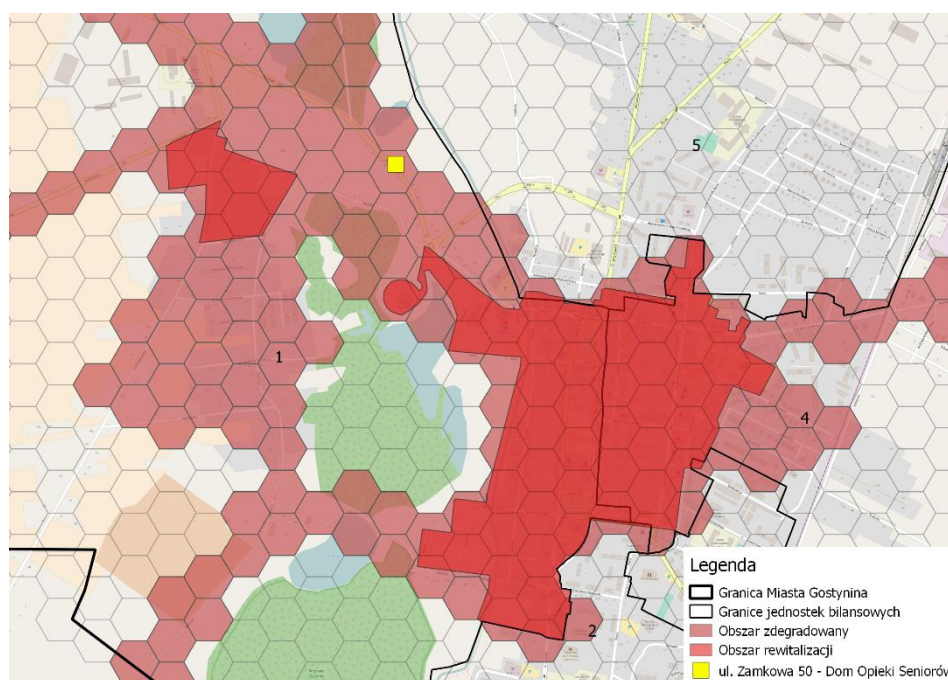 5
1
4
2
Legenda
Granica Miasta Gostynina
Granice jednostek bilansowych
Obszar zdegradowany
Obszar rewitalizacji
ul. Zamkowa 50 - Dom Opieki Seniorów